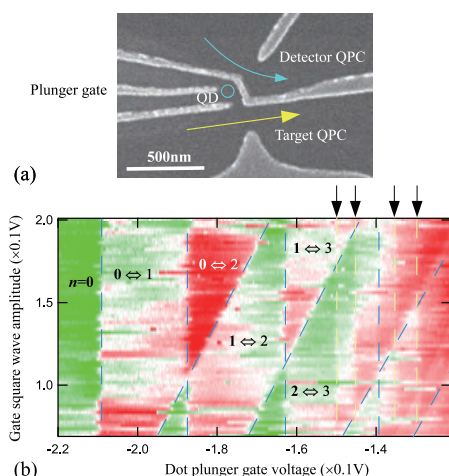 Detector QPC
Plunger gate
QD
Target QPC
500nm
(a)
2.0
n=0
0 ⇔ 1
0 ⇔ 2
1 ⇔ 3
1 ⇔ 2
2 ⇔ 3
1.5
1.0
Gate square wave amplitude (×0.1V)
-2.2 -2.0 -1.8 -1.6 -1.4
(b) Dot plunger gate voltage (×0.1V)